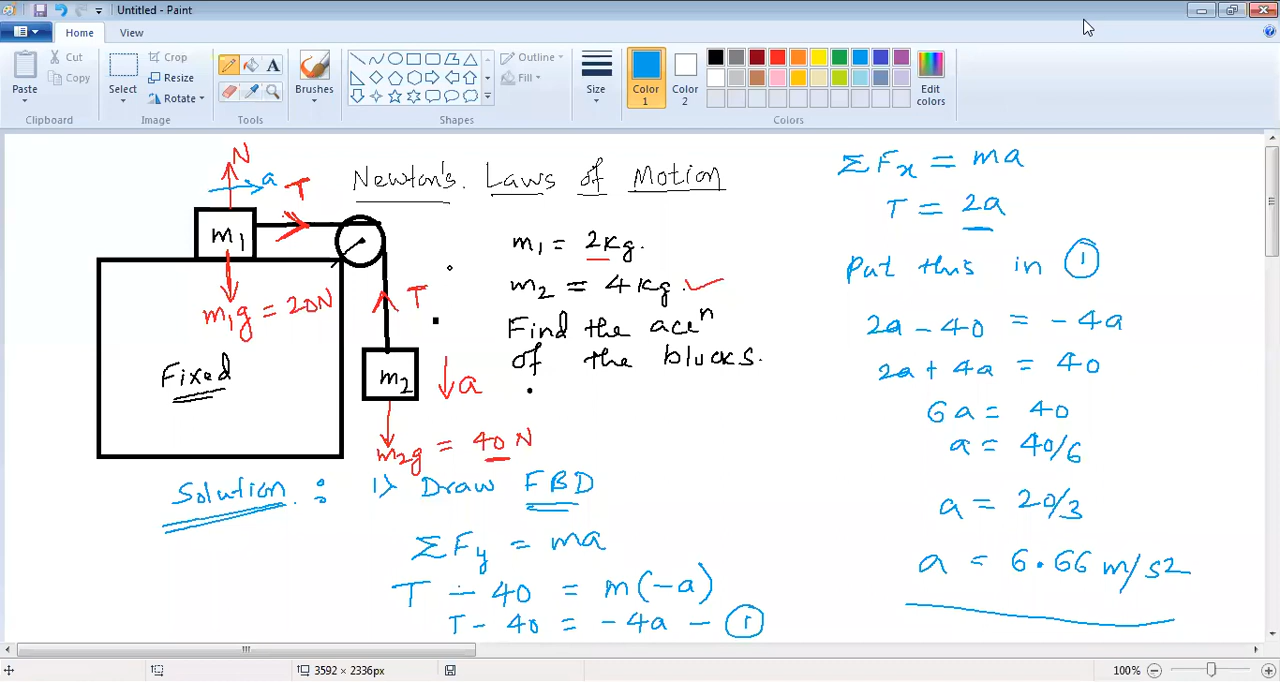 Untitled - Paint
Home
View
Cut
Copy
Paste
Clipboard
Crop
Resize
Rotate
Select
Image
A
Tools
Brushes
Outline
Fill
Shapes
Size
Color 1
Color 2
Edit colors
Colors
N
a
T
m1
m1g = 20N
Fixed
T
m2
a
m2g = 40 N
Newton's. Laws of Motion
m1 = 2kg.
m2 = 4kg.
Find the aceⁿ
of the blocks.
Solution :
1) Draw FBD
ΣFy = ma
T - 40 = m(-a)
T - 40 = -4a - ①
ΣFx = ma
T = 2a
Put this in ①
2a - 40 = -4a
2a + 4a = 40
6a = 40
a = 40/6
a = 20/3
a = 6.66 m/s2
3592 × 2336px
100%